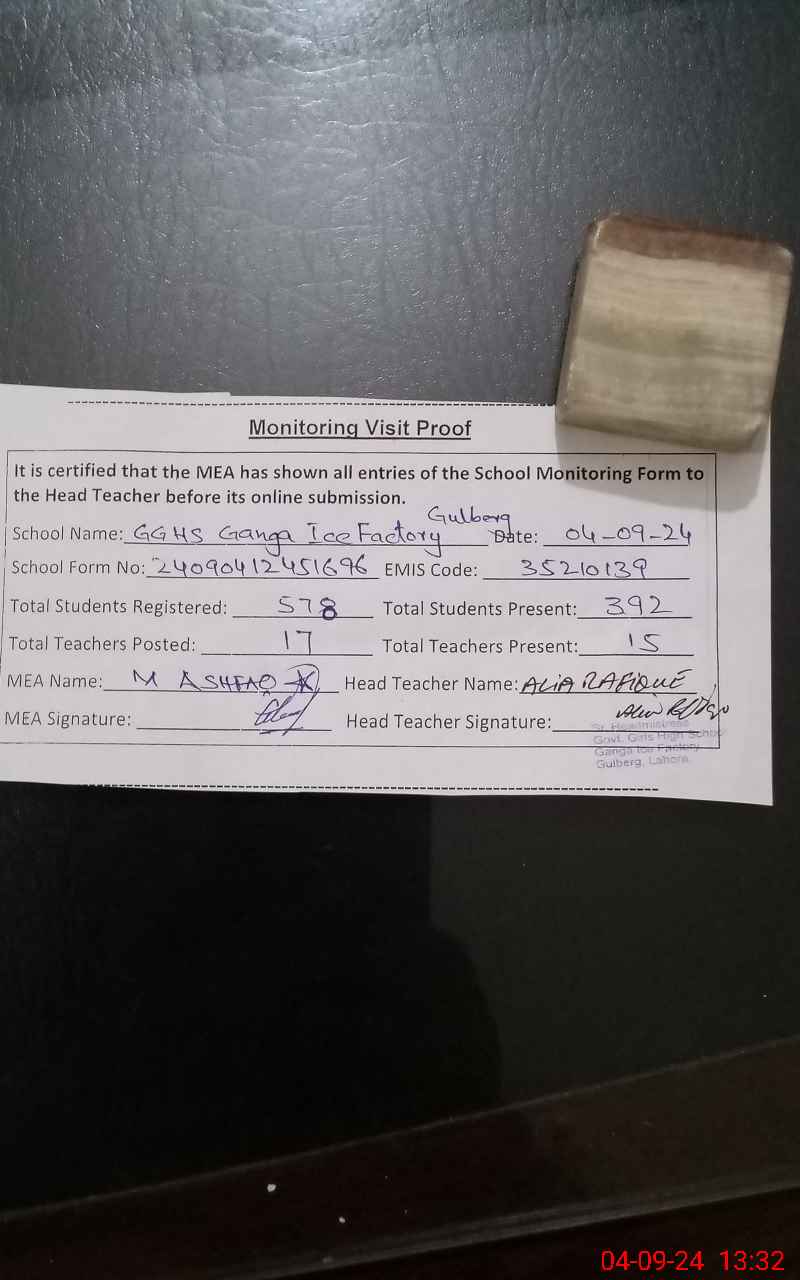 Monitoring Visit Proof
It is certified that the MEA has shown all entries of the School Monitoring Form to
the Head Teacher before its online submission.
School Name: GGHS Ganga Ice Factory Gulberg Date: 04-09-24
School Form No: 24090412451696 EMIS Code: 35210139
Total Students Registered: 578 Total Students Present: 392
Total Teachers Posted: 17 Total Teachers Present: 15
MEA Name: M ASHFAQ Head Teacher Name: ALIA RAFIQUE
MEA Signature: Head Teacher Signature:
Sr. Headmistress
Govt. Girls High School
Ganga Ice Factory
Gulberg, Lahore.
04-09-24 13:32